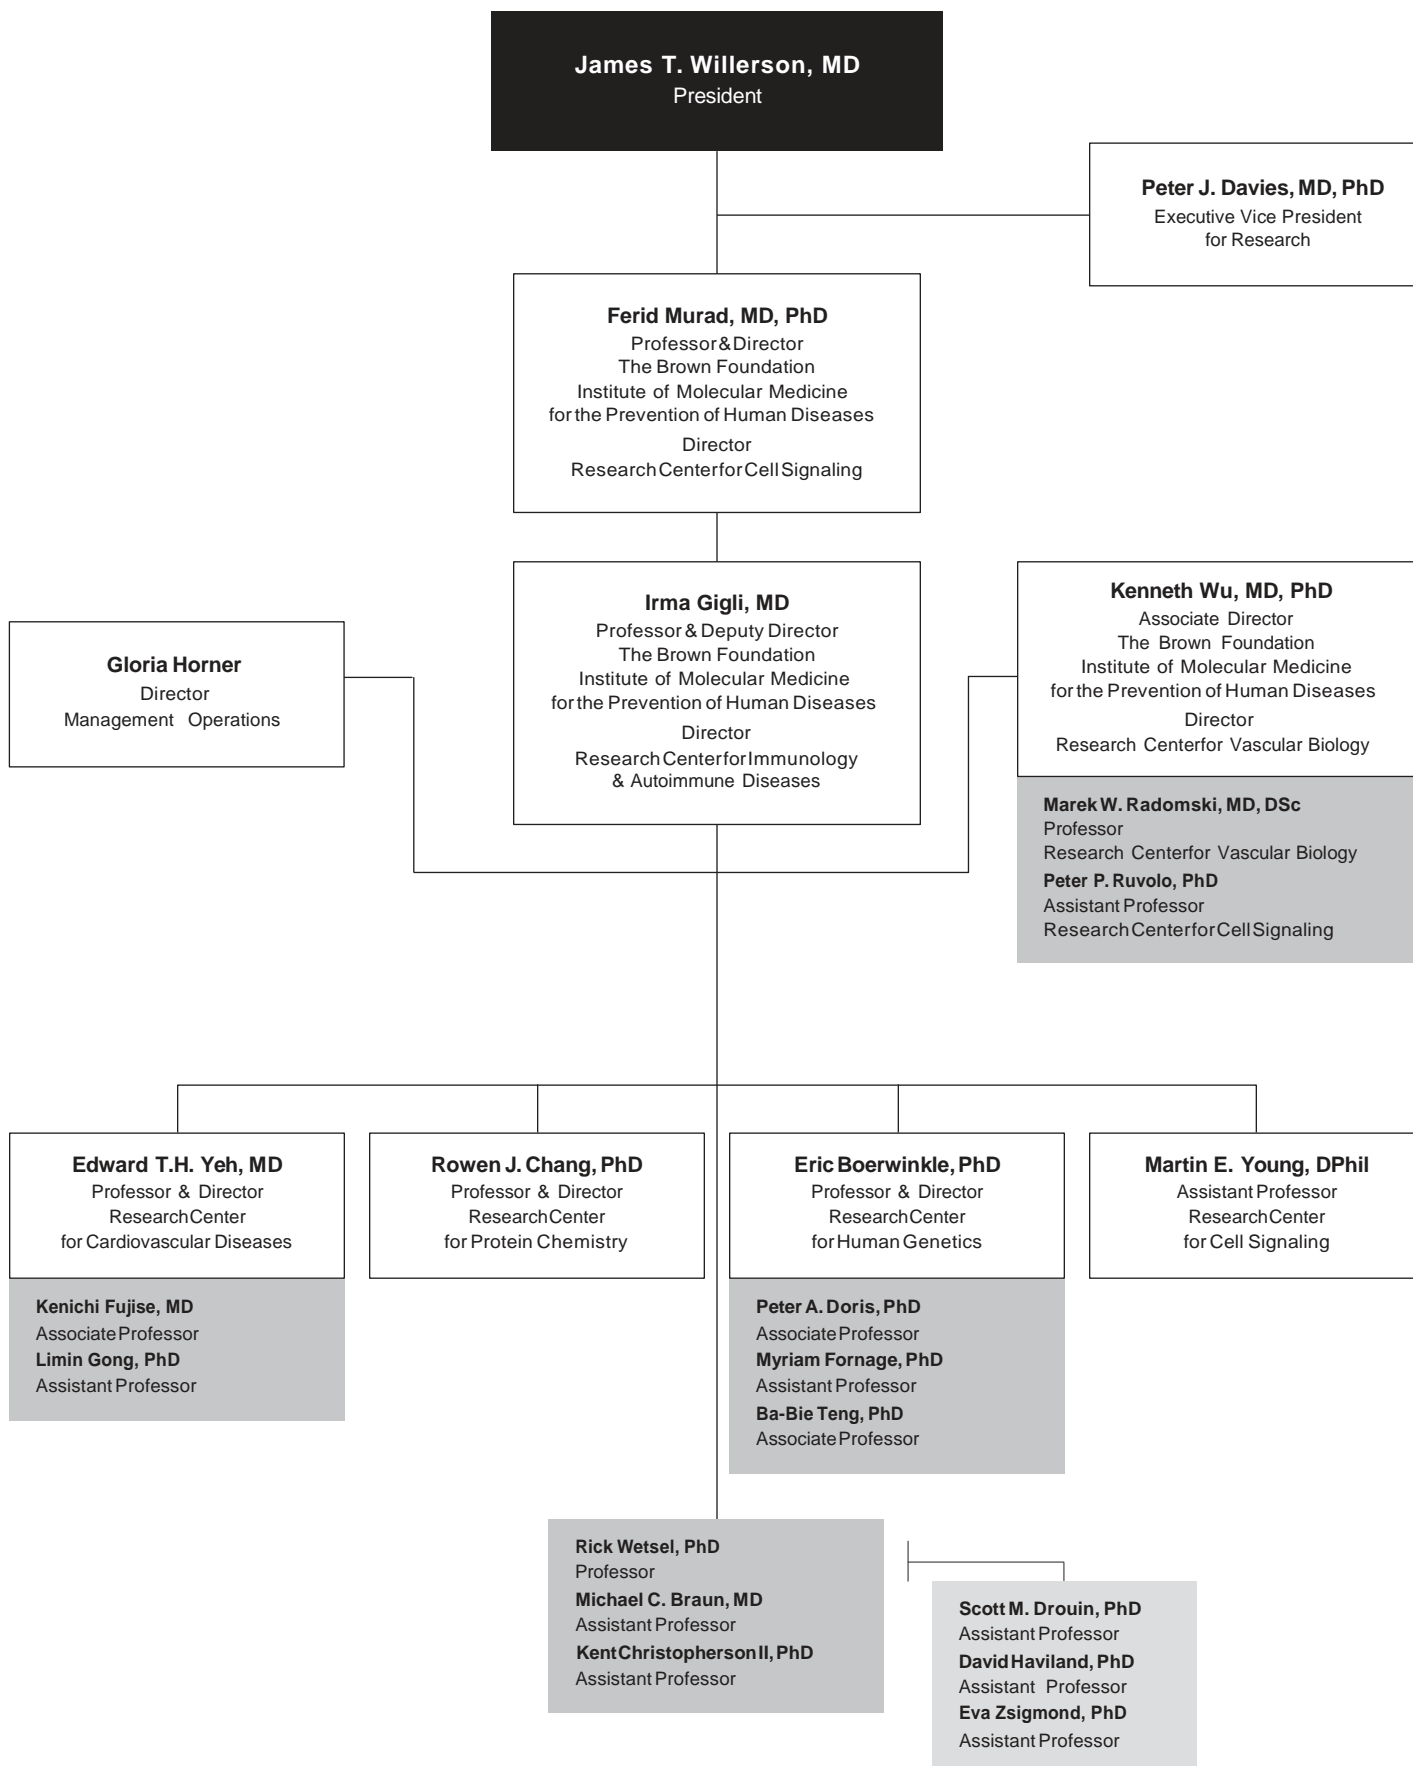 James T. Willerson, MD
President
Peter J. Davies, MD, PhD
Executive Vice President
for Research
Ferid Murad, MD, PhD
Professor & Director
The Brown Foundation
Institute of Molecular Medicine
for the Prevention of Human Diseases
Director
Research Center for Cell Signaling
Irma Gigli, MD
Professor & Deputy Director
The Brown Foundation
Institute of Molecular Medicine
for the Prevention of Human Diseases
Director
Research Center for Immunology
& Autoimmune Diseases
Kenneth Wu, MD, PhD
Associate Director
The Brown Foundation
Institute of Molecular Medicine
for the Prevention of Human Diseases
Director
Research Center for Vascular Biology
Gloria Horner
Director
Management Operations
Marek W. Radomski, MD, DSc
Professor
Research Center for Vascular Biology
Peter P. Ruvolo, PhD
Assistant Professor
Research Center for Cell Signaling
Edward T.H. Yeh, MD
Professor & Director
Research Center
for Cardiovascular Diseases
Rowen J. Chang, PhD
Professor & Director
Research Center
for Protein Chemistry
Eric Boerwinkle, PhD
Professor & Director
Research Center
for Human Genetics
Martin E. Young, DPhil
Assistant Professor
Research Center
for Cell Signaling
Kenichi Fujise, MD
Associate Professor
Limin Gong, PhD
Assistant Professor
Peter A. Doris, PhD
Associate Professor
Myriam Fornage, PhD
Assistant Professor
Ba-Bie Teng, PhD
Associate Professor
Rick Wetsel, PhD
Professor
Michael C. Braun, MD
Assistant Professor
Kent Christopherson II, PhD
Assistant Professor
Scott M. Drouin, PhD
Assistant Professor
David Haviland, PhD
Assistant Professor
Eva Zsigmond, PhD
Assistant Professor